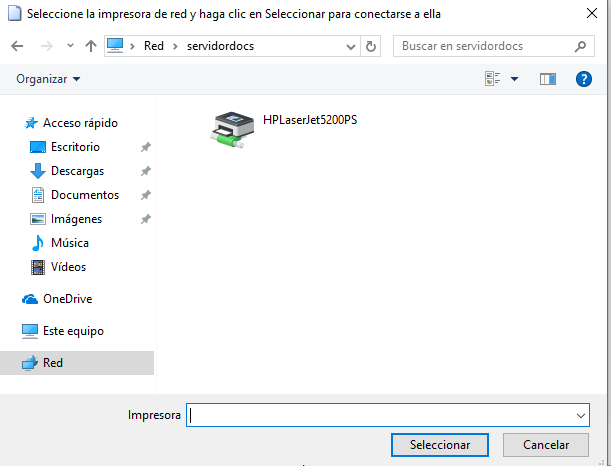 Seleccione la impresora de red y haga clic en Seleccionar para conectarse a ella
Red > servidordocs
Buscar en servidordocs
Organizar
?
Acceso rápido
Escritorio
Descargas
Documentos
Imágenes
Música
Vídeos
OneDrive
Este equipo
Red
HPLaserJet5200PS
Impresora
Seleccionar
Cancelar